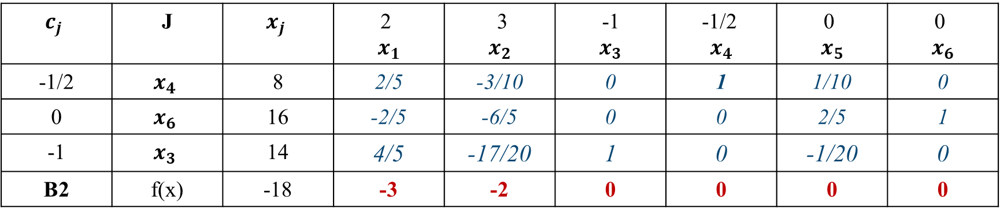 c_j J x_j 2 3 -1 -1/2 0 0
x_1 x_2 x_3 x_4 x_5 x_6
-1/2 x_4 8 2/5 -3/10 0 1 1/10 0
0 x_6 16 -2/5 -6/5 0 0 2/5 1
-1 x_3 14 4/5 -17/20 1 0 -1/20 0
B2 f(x) -18 -3 -2 0 0 0 0